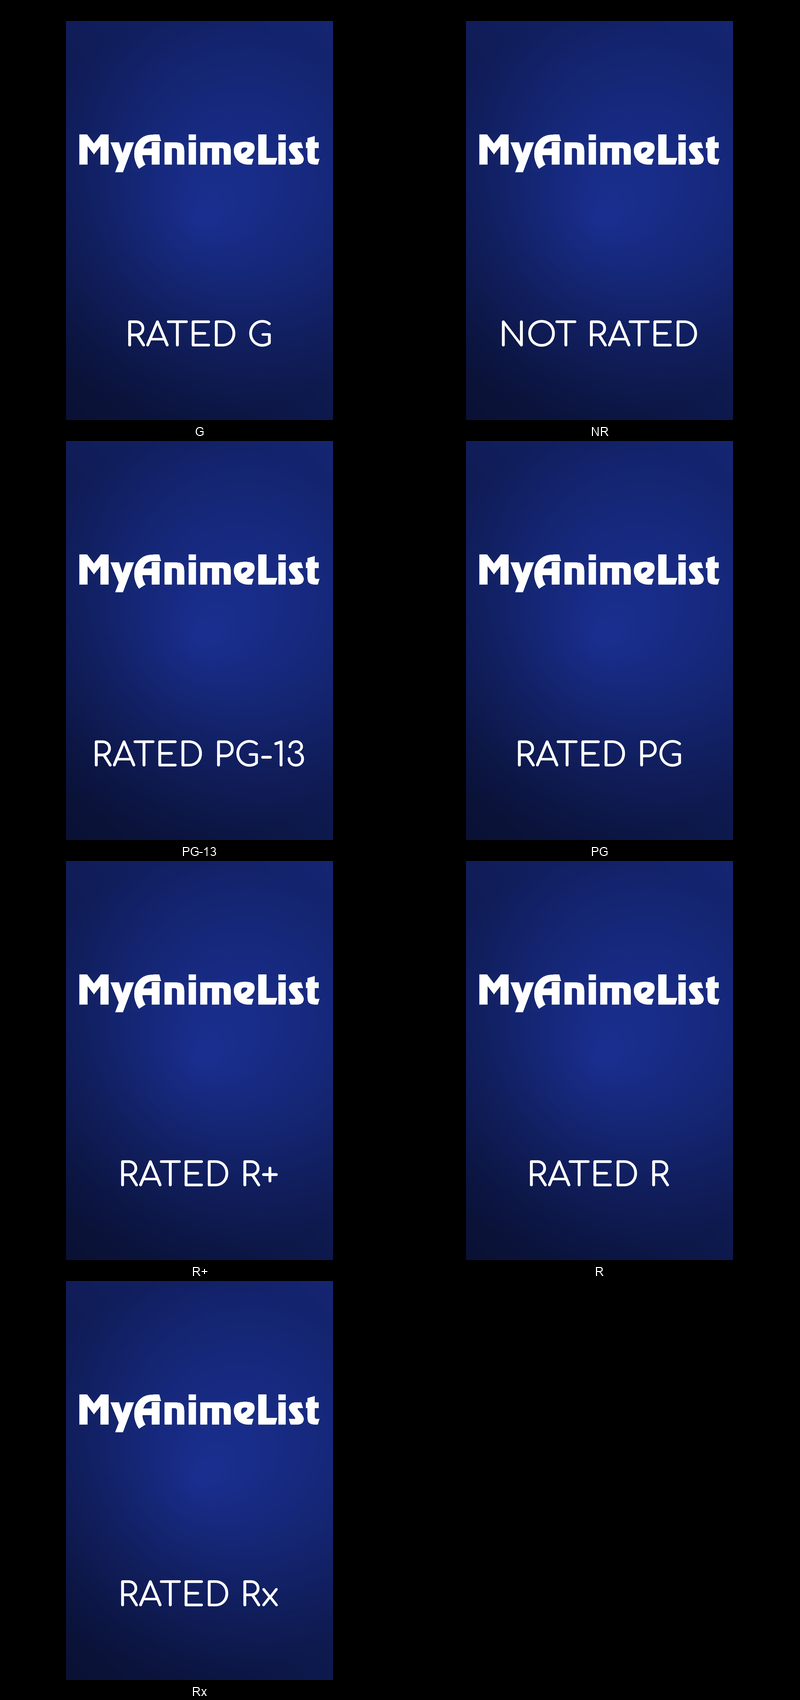 MyAnimeList
RATED G
G
MyAnimeList
NOT RATED
NR
MyAnimeList
RATED PG-13
PG-13
MyAnimeList
RATED PG
PG
MyAnimeList
RATED R+
R+
MyAnimeList
RATED R
R
MyAnimeList
RATED Rx
Rx